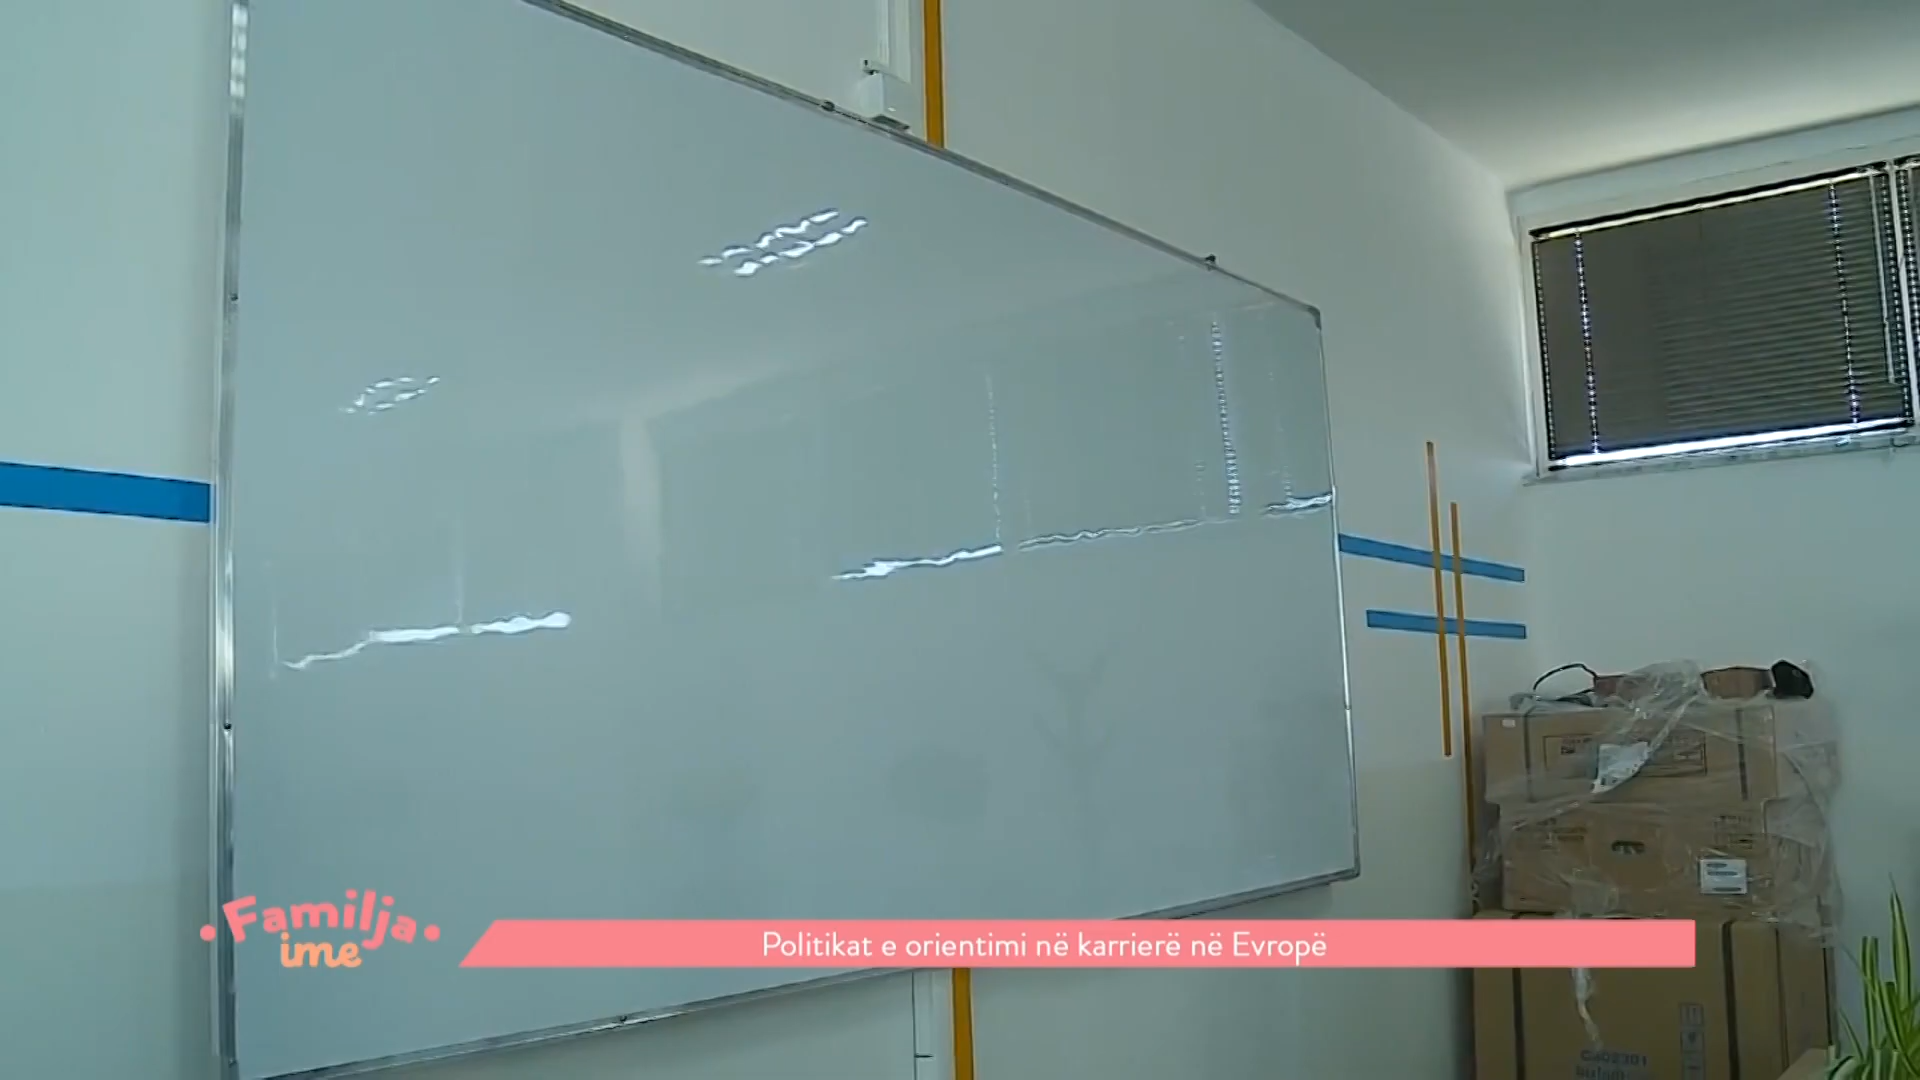 Familja
ime
Politikat e orientimi në karrierë në Evropë